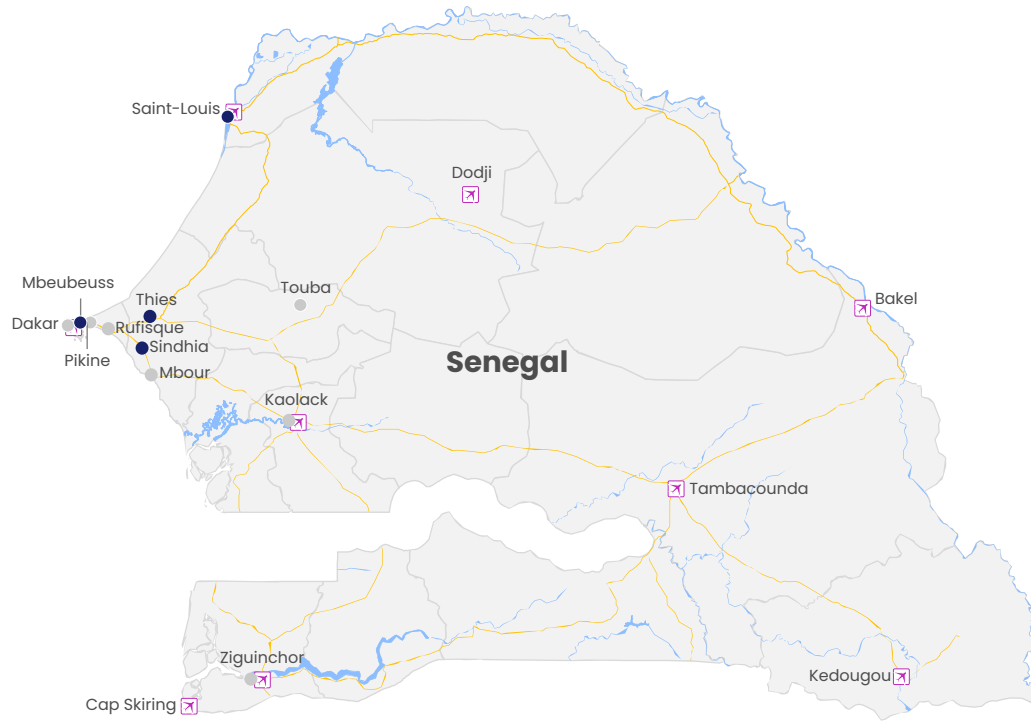 Saint-Louis
Dodji
Mbeubeuss
Touba
Thies
Bakel
Dakar
Rufisque
Sindhia
Pikine
Senegal
Mbour
Kaolack
Tambacounda
Ziguinchor
Kedougou
Cap Skiring